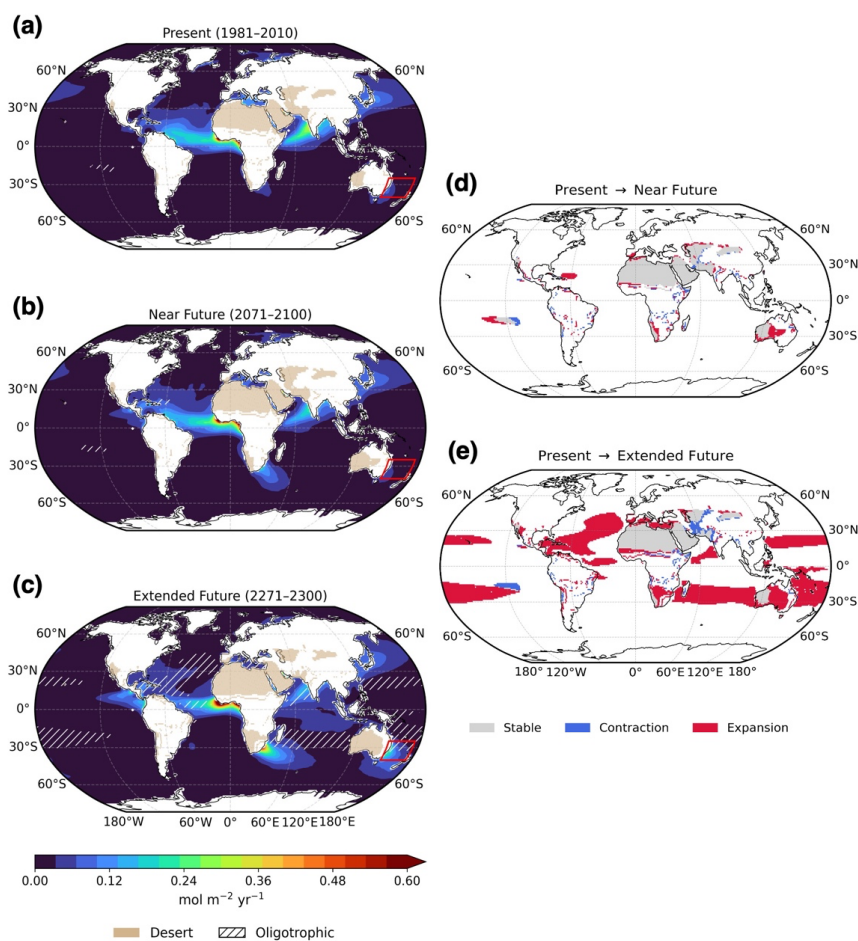 (a)
Present (1981–2010)
60°N 60°N
30°N 30°N
0° 0°
30°S 30°S
60°S 60°S
(b)
Near Future (2071–2100)
60°N 60°N
30°N 30°N
0° 0°
30°S 30°S
60°S 60°S
(c)
Extended Future (2271–2300)
60°N 60°N
30°N 30°N
0° 0°
30°S 30°S
60°S 60°S
180°W 60°W 0° 60°E 120°E 180°E
0.00 0.12 0.24 0.36 0.48 0.60
mol m⁻² yr⁻¹
Desert Oligotrophic
(d)
Present → Near Future
60°N 60°N
30°N 30°N
0° 0°
30°S 30°S
60°S 60°S
(e)
Present → Extended Future
60°N 60°N
30°N 30°N
0° 0°
30°S 30°S
60°S 60°S
180° 120°W 0° 60°E 120°E 180°
Stable Contraction Expansion